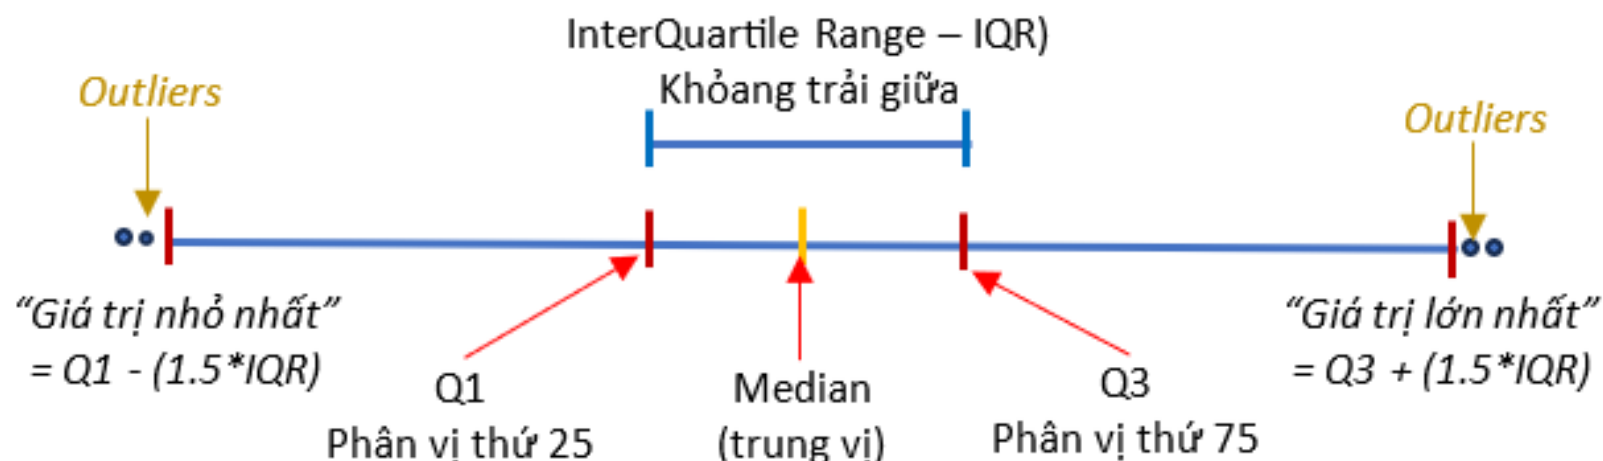 InterQuartile Range – IQR)
Khỏang trải giữa
Outliers
Outliers
“Giá trị nhỏ nhất”
= Q1 - (1.5*IQR)
“Giá trị lớn nhất”
= Q3 + (1.5*IQR)
Q1
Phân vị thứ 25
Median
(trung vị)
Q3
Phân vị thứ 75